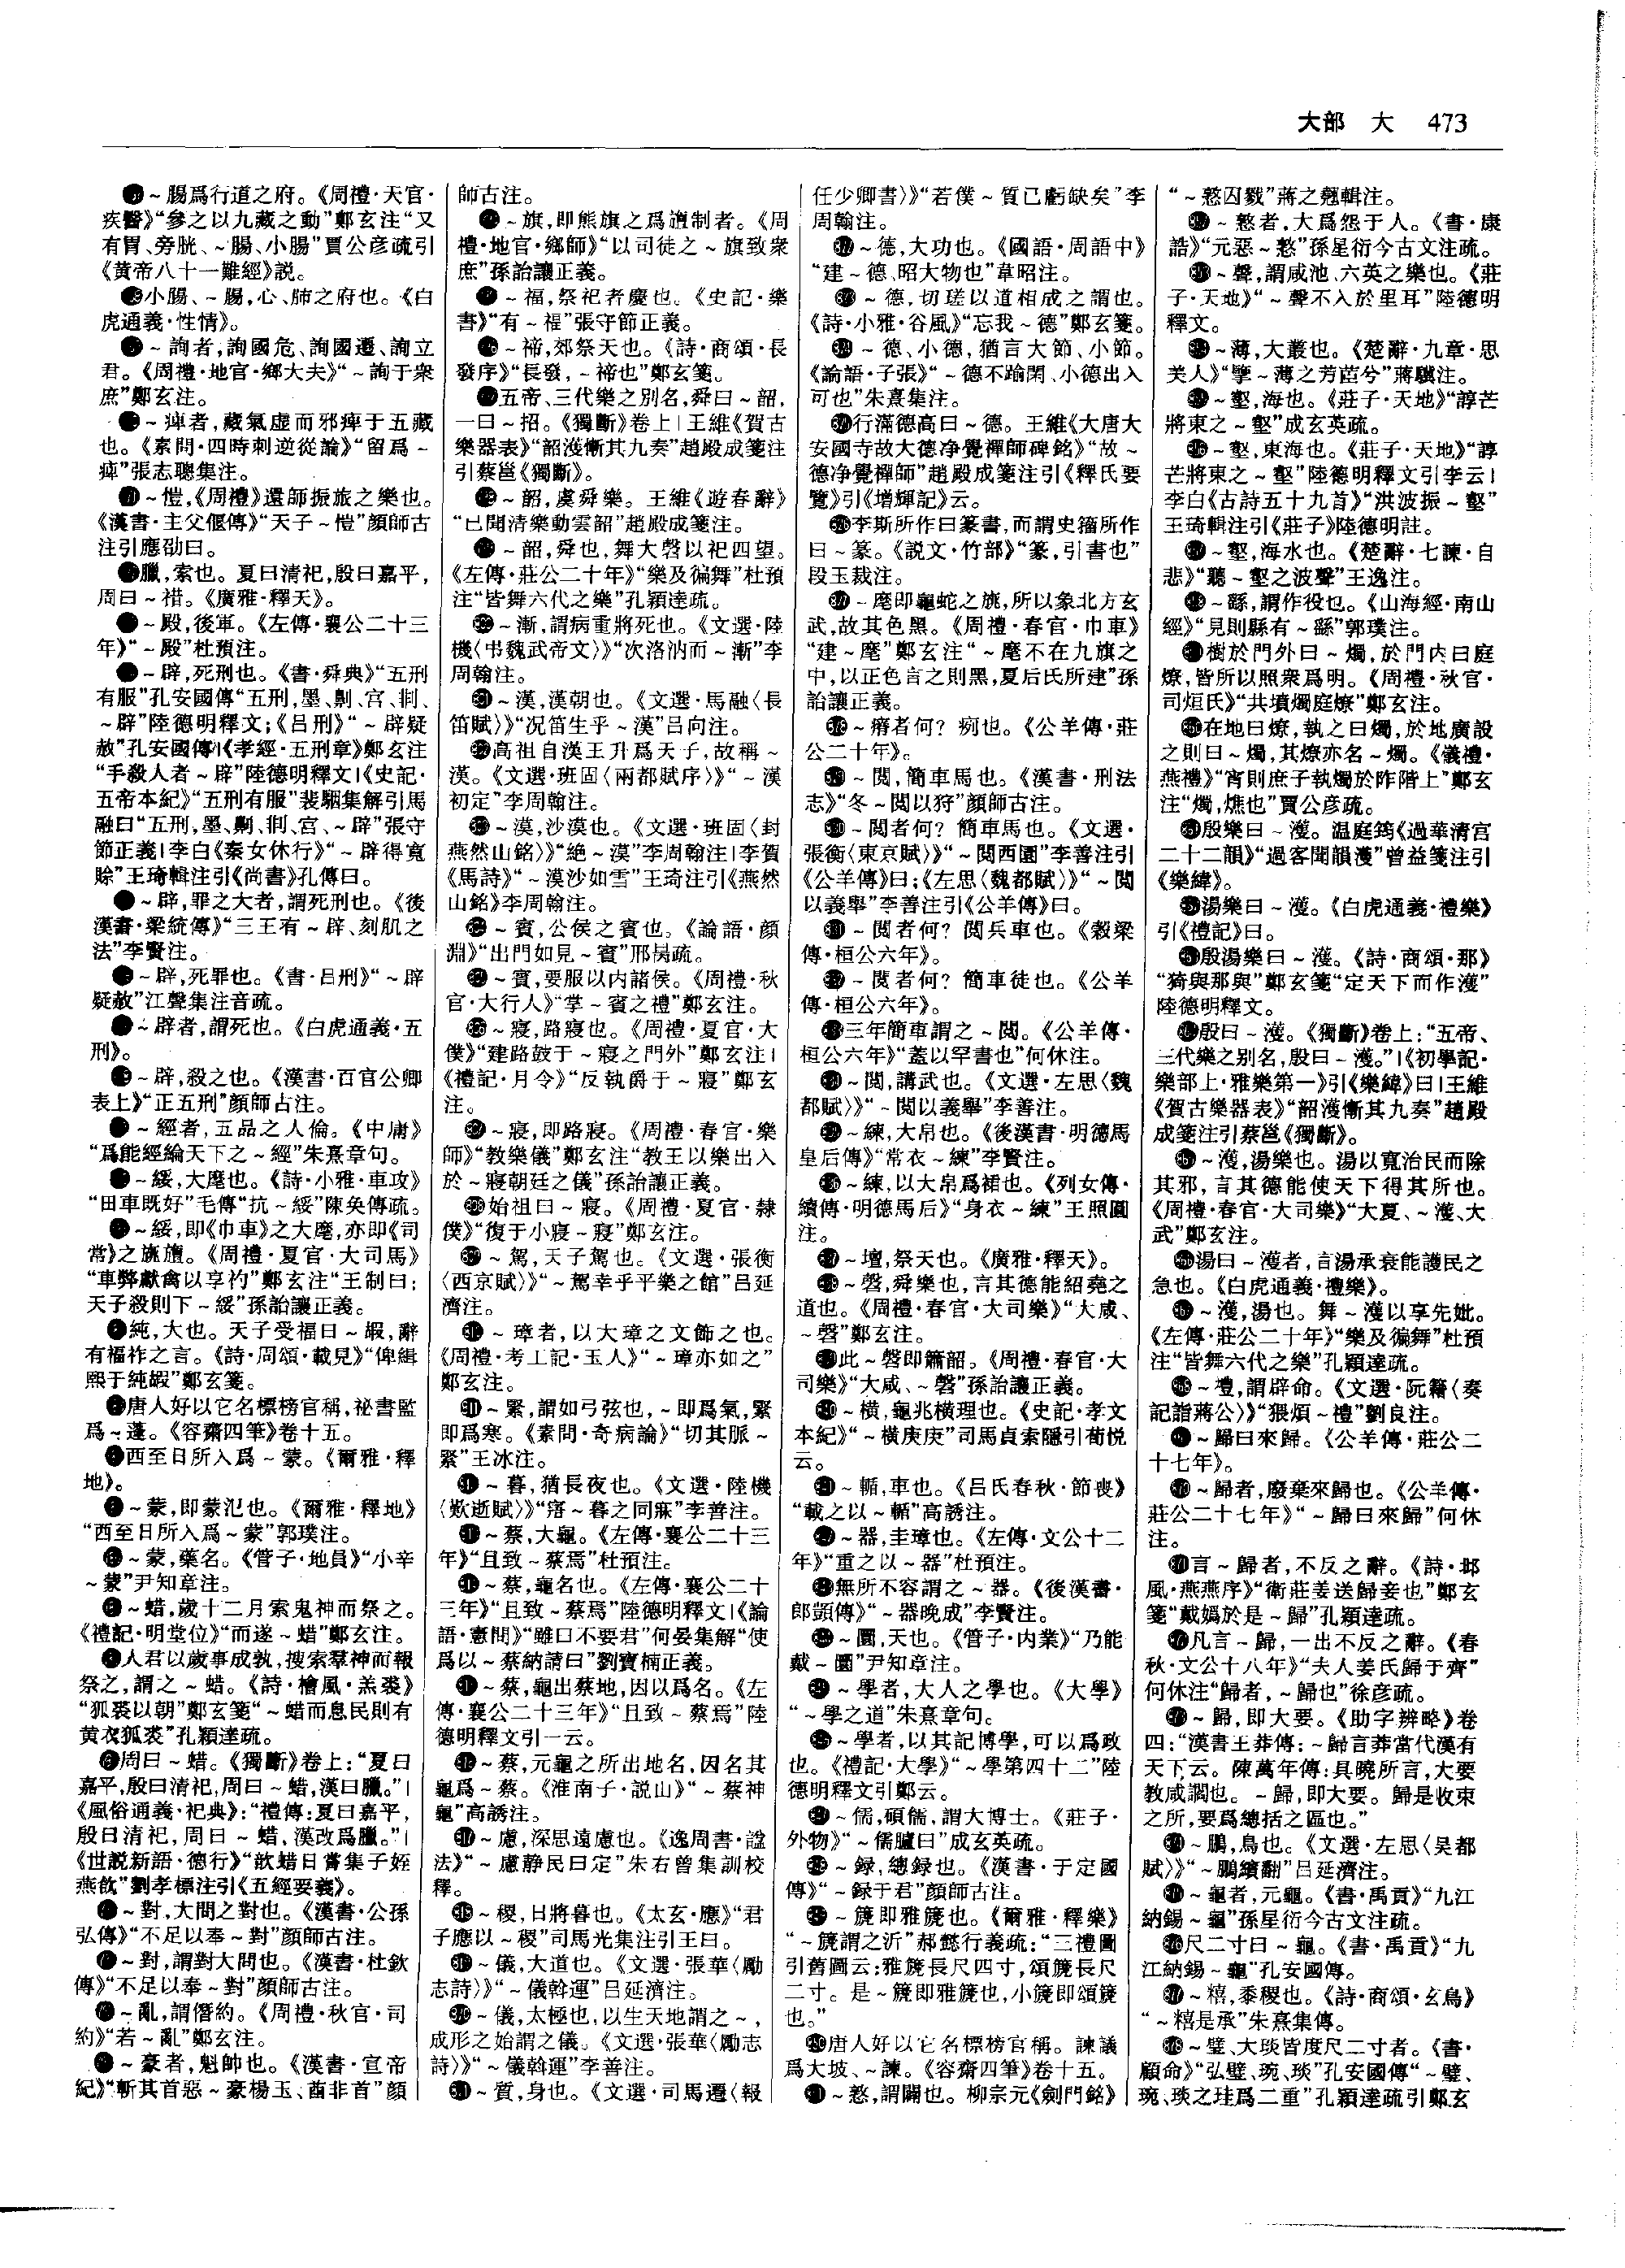 大部 大 473
～腸爲行道之府。《周禮·天官·
疾醫》“參之以九藏之動”鄭玄注“又
有胃、旁胱、～腸、小腸”賈公彦疏引
《黄帝八十一難經》説。
小腸、～腸,心、肺之府也。《白
虎通義·性情》。
～詢者,詢國危、詢國遷、詢立
君。《周禮·地官·鄉大夫》“～詢于衆
庶”鄭玄注。
～痺者,藏氣虚而邪痺于五藏
也。《素問·四時刺逆從論》“留爲～
痺”張志聰集注。
～愷,《周禮》還師振旅之樂也。
《漢書·主父偃傳》“天子～愷”顔師古
注引應劭曰。
臘,索也。夏曰清祀,殷曰嘉平,
周曰～䄍。《廣雅·釋天》。
～殿,後軍。《左傳·襄公二十三
年》“～殿”杜預注。
～辟,死刑也。《書·舜典》“五刑
有服”孔安國傳“五刑,墨、劓、宫、剕、
～辟”陸德明釋文;《吕刑》“～辟疑
赦”孔安國傳|《孝經·五刑章》鄭玄注
“手殺人者～辟”陸德明釋文|《史記·
五帝本紀》“五刑有服”裴駰集解引馬
融曰“五刑,墨、劓、剕、宫、～辟”張守
節正義|李白《秦女休行》“～辟得寬
賒”王琦輯注引《尚書》孔傳曰。
～辟,罪之大者,謂死刑也。《後
漢書·梁統傳》“三王有～辟、刻肌之
法”李賢注。
～辟,死罪也。《書·吕刑》“～辟
疑赦”江聲集注音疏。
～辟者,謂死也。《白虎通義·五
刑》。
～辟,殺之也。《漢書·百官公卿
表上》“正五刑”顔師古注。
～經者,五品之人倫。《中庸》
“爲能經綸天下之～經”朱熹章句。
～綏,大麾也。《詩·小雅·車攻》
“田車既好”毛傳“抗～綏”陳奂傳疏。
～綏,即《巾車》之大麾,亦即《司
常》之旐旟。《周禮·夏官·大司馬》
“車弊獻禽以享礿”鄭玄注“王制曰:
天子殺則下～綏”孫詒讓正義。
純,大也。天子受福曰～嘏,辭
有福祚之言。《詩·周頌·載見》“俾緝
熙于純嘏”鄭玄箋。
唐人好以它名標榜官稱,祕書監
爲～蓬。《容齋四筆》卷十五。
西至日所入爲～蒙。《爾雅·釋
地》。
～蒙,即蒙汜也。《爾雅·釋地》
“西至日所入爲～蒙”郭璞注。
～蒙,藥名。《管子·地員》“小辛
～蒙”尹知章注。
～蜡,歲十二月索鬼神而祭之。
《禮記·明堂位》“而遂～蜡”鄭玄注。
人君以歲事成孰,搜索羣神而報
祭之,謂之～蜡。《詩·檜風·羔裘》
“狐裘以朝”鄭玄箋“～蜡而息民則有
黄衣狐裘”孔穎達疏。
周曰～蜡。《獨斷》卷上:“夏曰
嘉平,殷曰清祀,周曰～蜡,漢曰臘。”|
《風俗通義·祀典》:“禮傳:夏曰嘉平,
殷曰清祀,周曰～蜡,漢改爲臘。”|
《世説新語·德行》“歆蜡日嘗集子姪
燕飲”劉孝標注引《五經要義》。
～對,大問之對也。《漢書·公孫
弘傳》“不足以奉～對”顔師古注。
～對,謂對大問也。《漢書·杜欽
傳》“不足以奉～對”顔師古注。
～亂,謂僭約。《周禮·秋官·司
約》“若～亂”鄭玄注。
～豪者,魁帥也。《漢書·宣帝
紀》“斬其首惡～豪楊玉、酋非首”顔
師古注。
～旗,即熊旗之爲旜制者。《周
禮·地官·鄉師》“以司徒之～旗致衆
庶”孫詒讓正義。
～福,祭祀者慶也。《史記·樂
書》“有～福”張守節正義。
～禘,郊祭天也。《詩·商頌·長
發序》“長發,～禘也”鄭玄箋。
五帝、三代樂之别名,舜曰～韶,
一曰～招。《獨斷》卷上|王維《賀古
樂器表》“韶濩慚其九奏”趙殿成箋注
引蔡邕《獨斷》。
～韶,虞舜樂。王維《遊春辭》
“已聞清樂動雲韶”趙殿成箋注。
～韶,舜也,舞大磬以祀四望。
《左傳·莊公二十年》“樂及徧舞”杜預
注“皆舞六代之樂”孔穎達疏。
～漸,謂病重將死也。《文選·陸
機〈弔魏武帝文〉》“次洛汭而～漸”李
周翰注。
～漢,漢朝也。《文選·馬融〈長
笛賦〉》“况笛生乎～漢”吕向注。
高祖自漢王升爲天子,故稱～
漢。《文選·班固〈兩都賦序〉》“～漢
初定”李周翰注。
～漠,沙漠也。《文選·班固〈封
燕然山銘〉》“絶～漠”李周翰注|李賀
《馬詩》“～漠沙如雪”王琦注引《燕然
山銘》李周翰注。
～賓,公侯之賓也。《論語·顔
淵》“出門如見～賓”邢昺疏。
～賓,要服以内諸侯。《周禮·秋
官·大行人》“掌～賓之禮”鄭玄注。
～寢,路寢也。《周禮·夏官·大
僕》“建路鼓于～寢之門外”鄭玄注|
《禮記·月令》“反執爵于～寢”鄭玄
注。
～寢,即路寢。《周禮·春官·樂
師》“教樂儀”鄭玄注“教王以樂出入
於～寢朝廷之儀”孫詒讓正義。
始祖曰～寢。《周禮·夏官·隸
僕》“復于小寢～寢”鄭玄注。
～駕,天子駕也。《文選·張衡
〈西京賦〉》“～駕幸乎平樂之館”吕延
濟注。
～璋者,以大璋之文飾之也。
《周禮·考工記·玉人》“～璋亦如之”
鄭玄注。
～緊,謂如弓弦也,～即爲氣,緊
即爲寒。《素問·奇病論》“切其脈～
緊”王冰注。
～暮,猶長夜也。《文選·陸機
〈歎逝賦〉》“寤～暮之同寐”李善注。
～蔡,大龜。《左傳·襄公二十三
年》“且致～蔡焉”杜預注。
～蔡,龜名也。《左傳·襄公二十
三年》“且致～蔡焉”陸德明釋文|《論
語·憲問》“雖曰不要君”何晏集解“使
爲以～蔡納請曰”劉寶楠正義。
～蔡,龜出蔡地,因以爲名。《左
傳·襄公二十三年》“且致～蔡焉”陸
德明釋文引一云。
～蔡,元龜之所出地名,因名其
龜爲～蔡。《淮南子·説山》“～蔡神
龜”高誘注。
～慮,深思遠慮也。《逸周書·謚
法》“～慮静民曰定”朱右曾集訓校
釋。
～稷,日將暮也。《太玄·應》“君
子應以～稷”司馬光集注引王曰。
～儀,大道也。《文選·張華〈勵
志詩〉》“～儀斡運”吕延濟注。
～儀,太極也,以生天地謂之～,
成形之始謂之儀。《文選·張華〈勵志
詩〉》“～儀斡運”李善注。
～質,身也。《文選·司馬遷〈報
任少卿書〉》“若僕～質已虧缺矣”李
周翰注。
～德,大功也。《國語·周語中》
“建～德、昭大物也”韋昭注。
～德,切瑳以道相成之謂也。
《詩·小雅·谷風》“忘我～德”鄭玄箋。
～德、小德,猶言大節、小節。
《論語·子張》“～德不踰閑、小德出入
可也”朱熹集注。
行滿德高曰～德。王維《大唐大
安國寺故大德净覺禪師碑銘》“故～
德净覺禪師”趙殿成箋注引《釋氏要
覽》引《增輝記》云。
李斯所作曰篆書,而謂史籀所作
曰～篆。《説文·竹部》“篆,引書也”
段玉裁注。
～麾即龜蛇之旐,所以象北方玄
武,故其色黑。《周禮·春官·巾車》
“建～麾”鄭玄注“～麾不在九旗之
中,以正色言之則黑,夏后氏所建”孫
詒讓正義。
～瘠者何?痢也。《公羊傳·莊
公二十年》。
～閲,簡車馬也。《漢書·刑法
志》“冬～閲以狩”顔師古注。
～閲者何?簡車馬也。《文選·
張衡〈東京賦〉》“～閲西園”李善注引
《公羊傳》曰;《左思〈魏都賦〉》“～閲
以義舉”李善注引《公羊傳》曰。
～閲者何?閲兵車也。《穀梁
傳·桓公六年》。
～閲者何?簡車徒也。《公羊
傳·桓公六年》。
三年簡車謂之～閲。《公羊傳·
桓公六年》“蓋以罕書也”何休注。
～閲,講武也。《文選·左思〈魏
都賦〉》“～閲以義舉”李善注。
～練,大帛也。《後漢書·明德馬
皇后傳》“常衣～練”李賢注。
～練,以大帛爲裙也。《列女傳·
續傳·明德馬后》“身衣～練”王照圓
注。
～壇,祭天也。《廣雅·釋天》。
～磬,舜樂也,言其德能紹堯之
道也。《周禮·春官·大司樂》“大咸、
～磬”鄭玄注。
此～磬即簫韶。《周禮·春官·大
司樂》“大咸、～磬”孫詒讓正義。
～横,龜兆横理也。《史記·孝文
本紀》“～横庚庚”司馬貞索隱引荀悦
云。
～輴,車也。《吕氏春秋·節喪》
“載之以～輴”高誘注。
～器,圭璋也。《左傳·文公十二
年》“重之以～器”杜預注。
無所不容謂之～器。《後漢書·
郎顗傳》“～器晚成”李賢注。
～圜,天也。《管子·内業》“乃能
戴～圜”尹知章注。
～學者,大人之學也。《大學》
“～學之道”朱熹章句。
～學者,以其記博學,可以爲政
也。《禮記·大學》“～學第四十二”陸
德明釋文引鄭云。
～儒,碩儒,謂大博士。《莊子·
外物》“～儒臚曰”成玄英疏。
～録,總録也。《漢書·于定國
傳》“～録于君”顔師古注。
～篪即雅篪也。《爾雅·釋樂》
“～篪謂之沂”郝懿行義疏:“三禮圖
引舊圖云:雅篪長尺四寸,頌篪長尺
二寸。是～篪即雅篪也,小篪即頌篪
也。”
唐人好以它名標榜官稱。諫議
爲大坡、～諫。《容齋四筆》卷十五。
～憝,謂闢也。柳宗元《劍門銘》
“～憝囚戮”蔣之翹輯注。
～憝者,大爲怨于人。《書·康
誥》“元惡～憝”孫星衍今古文注疏。
～聲,謂咸池、六英之樂也。《莊
子·天地》“～聲不入於里耳”陸德明
釋文。
～薄,大叢也。《楚辭·九章·思
美人》“擥～薄之芳茝兮”蔣驥注。
～壑,海也。《莊子·天地》“諄芒
將東之～壑”成玄英疏。
～壑,東海也。《莊子·天地》“諄
芒將東之～壑”陸德明釋文引李云|
李白《古詩五十九首》“洪波振～壑”
王琦輯注引《莊子》陸德明註。
～壑,海水也。《楚辭·七諫·自
悲》“聽～壑之波聲”王逸注。
～繇,謂作役也。《山海經·南山
經》“見則縣有～繇”郭璞注。
樹於門外曰～燭,於門内曰庭
燎,皆所以照衆爲明。《周禮·秋官·
司烜氏》“共墳燭庭燎”鄭玄注。
在地曰燎,執之曰燭,於地廣設
之則曰～燭,其燎亦名～燭。《儀禮·
燕禮》“宵則庶子執燭於阼階上”鄭玄
注“燭,燋也”賈公彦疏。
殷樂曰～濩。温庭筠《過華清宫
二十二韻》“過客聞韻濩”曾益箋注引
《樂緯》。
湯樂曰～濩。《白虎通義·禮樂》
引《禮記》曰。
殷湯樂曰～濩。《詩·商頌·那》
“猗與那與”鄭玄箋“定天下而作濩”
陸德明釋文。
殷曰～濩。《獨斷》卷上:“五帝、
三代樂之别名,殷曰～濩。”|《初學記·
樂部上·雅樂第一》引《樂緯》曰|王維
《賀古樂器表》“韶濩慚其九奏”趙殿
成箋注引蔡邕《獨斷》。
～濩,湯樂也。湯以寬治民而除
其邪,言其德能使天下得其所也。
《周禮·春官·大司樂》“大夏、～濩、大
武”鄭玄注。
湯曰～濩者,言湯承衰能護民之
急也。《白虎通義·禮樂》。
～濩,湯也。舞～濩以享先妣。
《左傳·莊公二十年》“樂及徧舞”杜預
注“皆舞六代之樂”孔穎達疏。
～禮,謂辟命。《文選·阮籍〈奏
記詣蔣公〉》“猥煩～禮”劉良注。
～歸曰來歸。《公羊傳·莊公二
十七年》。
～歸者,廢棄來歸也。《公羊傳·
莊公二十七年》“～歸曰來歸”何休
注。
言～歸者,不反之辭。《詩·邶
風·燕燕序》“衛莊姜送歸妾也”鄭玄
箋“戴嬀於是～歸”孔穎達疏。
凡言～歸,一出不反之辭。《春
秋·文公十八年》“夫人姜氏歸于齊”
何休注“歸者,～歸也”徐彦疏。
～歸,即大要。《助字辨略》卷
四:“漢書王莽傳:～歸言莽當代漢有
天下云。陳萬年傳:具曉所言,大要
教咸讇也。～歸,即大要。歸是收束
之所,要爲總括之區也。”
～鵬,鳥也。《文選·左思〈吴都
賦〉》“～鵬繽翻”吕延濟注。
～龜者,元龜。《書·禹貢》“九江
納錫～龜”孫星衍今古文注疏。
尺二寸曰～龜。《書·禹貢》“九
江納錫～龜”孔安國傳。
～糦,黍稷也。《詩·商頌·玄鳥》
“～糦是承”朱熹集傳。
～璧、大琰皆度尺二寸者。《書·
顧命》“弘璧、琬、琰”孔安國傳“～璧、
琬、琰之珪爲二重”孔穎達疏引鄭玄